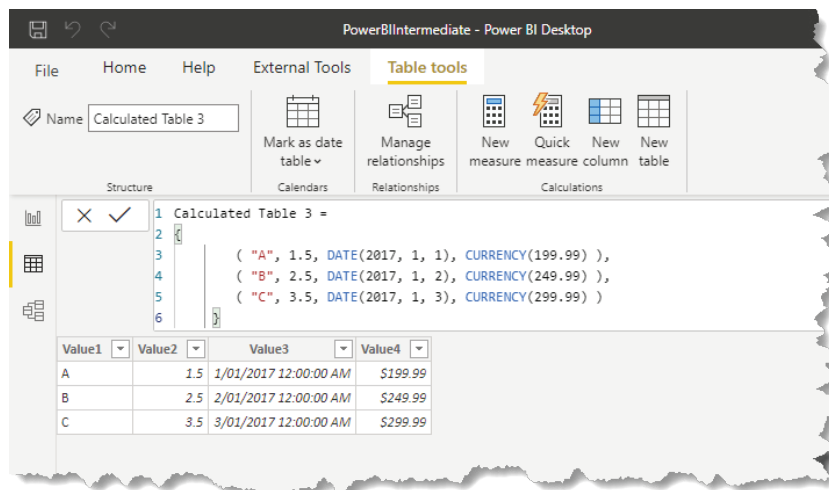 PowerBIIntermediate - Power BI Desktop
File Home Help External Tools Table tools
Name Calculated Table 3
Mark as date table
Manage relationships
New measure
Quick measure
New column
New table
Structure Calendars Relationships Calculations
1 Calculated Table 3 =
2 {
3 ( "A", 1.5, DATE(2017, 1, 1), CURRENCY(199.99) ),
4 ( "B", 2.5, DATE(2017, 1, 2), CURRENCY(249.99) ),
5 ( "C", 3.5, DATE(2017, 1, 3), CURRENCY(299.99) )
6 }
Value1 Value2 Value3 Value4
A 1.5 1/01/2017 12:00:00 AM $199.99
B 2.5 2/01/2017 12:00:00 AM $249.99
C 3.5 3/01/2017 12:00:00 AM $299.99